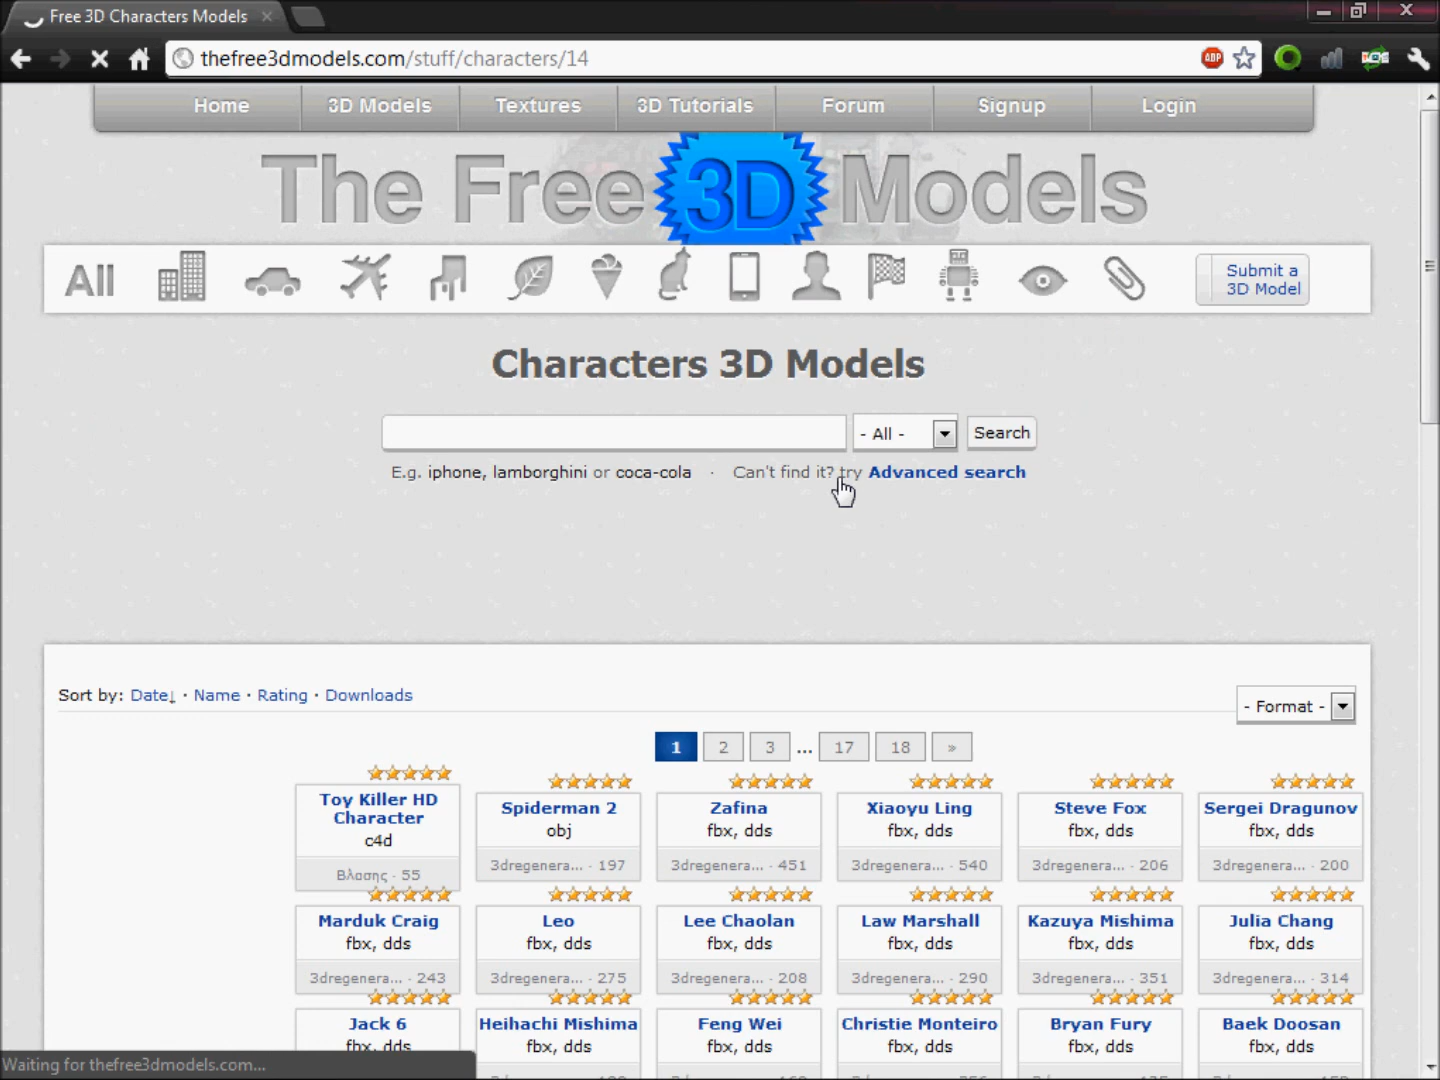 Free 3D Characters Models
thefree3dmodels.com/stuff/characters/14
ABP
Home 3D Models Textures 3D Tutorials Forum Signup Login
The Free 3D Models
All
Submit a
3D Model
Characters 3D Models
- All - Search
E.g. iphone, lamborghini or coca-cola · Can't find it? try Advanced search
Sort by: Date↓ · Name · Rating · Downloads
- Format -
1 2 3 ... 17 18 »
Toy Killer HD
Character
c4d
Βλασης · 55
Spiderman 2
obj
3dregenera... · 197
Zafina
fbx, dds
3dregenera... · 451
Xiaoyu Ling
fbx, dds
3dregenera... · 540
Steve Fox
fbx, dds
3dregenera... · 206
Sergei Dragunov
fbx, dds
3dregenera... · 200
Marduk Craig
fbx, dds
3dregenera... · 243
Leo
fbx, dds
3dregenera... · 275
Lee Chaolan
fbx, dds
3dregenera... · 208
Law Marshall
fbx, dds
3dregenera... · 290
Kazuya Mishima
fbx, dds
3dregenera... · 351
Julia Chang
fbx, dds
3dregenera... · 314
Jack 6
fbx, dds
Heihachi Mishima
fbx, dds
Feng Wei
fbx, dds
Christie Monteiro
fbx, dds
Bryan Fury
fbx, dds
Baek Doosan
fbx, dds
Waiting for thefree3dmodels.com...